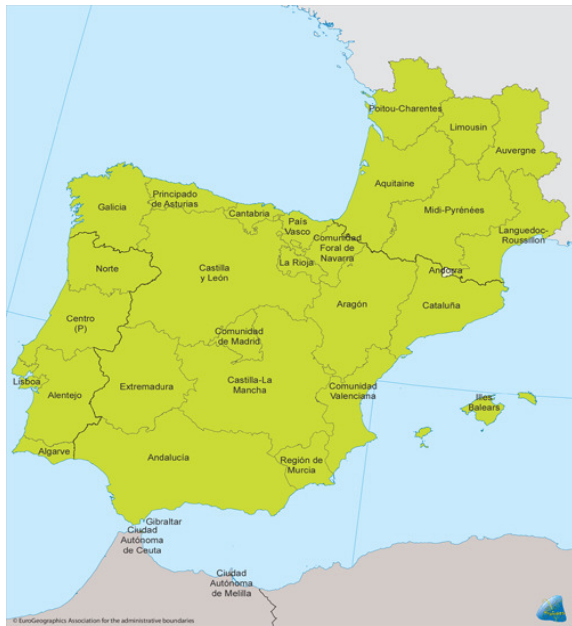 Poitou-Charentes
Limousin
Auvergne
Aquitaine
Midi-Pyrénées
Languedoc-
Roussillon
Galicia
Principado
de Asturias
Cantabria
País
Vasco
Comunidad
Foral de
Navarra
La Rioja
Andorra
Norte
Castilla
y León
Aragón
Cataluña
Centro
(P)
Comunidad
de Madrid
Lisboa
Alentejo
Extremadura
Castilla-La
Mancha
Comunidad
Valenciana
Illes
Balears
Algarve
Andalucía
Región de
Murcia
Gibraltar
Ciudad
Autónoma
de Ceuta
Ciudad
Autónoma
de Melilla
© EuroGeographics Association for the administrative boundaries